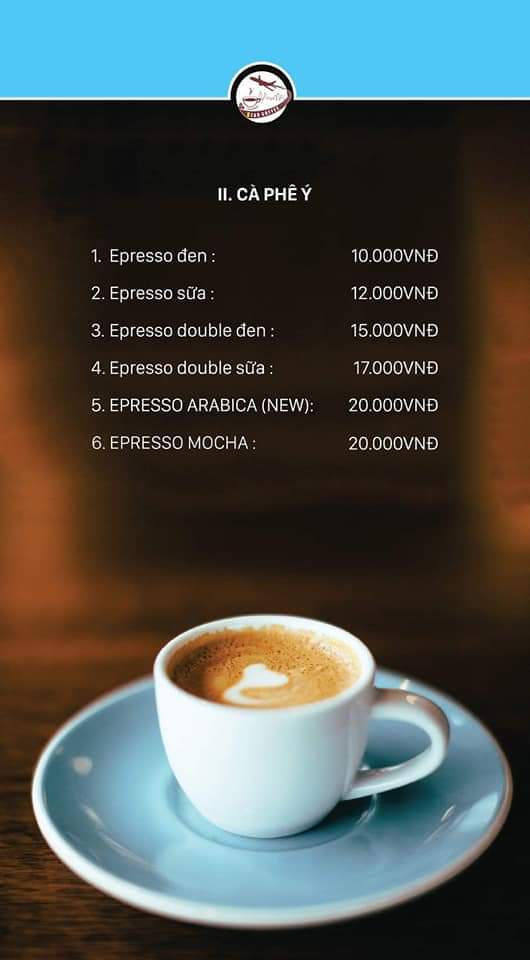 II. CÀ PHÊ Ý
1. Epresso đen : 10.000VNĐ
2. Epresso sữa : 12.000VNĐ
3. Epresso double đen : 15.000VNĐ
4. Epresso double sữa : 17.000VNĐ
5. EPRESSO ARABICA (NEW): 20.000VNĐ
6. EPRESSO MOCHA : 20.000VNĐ